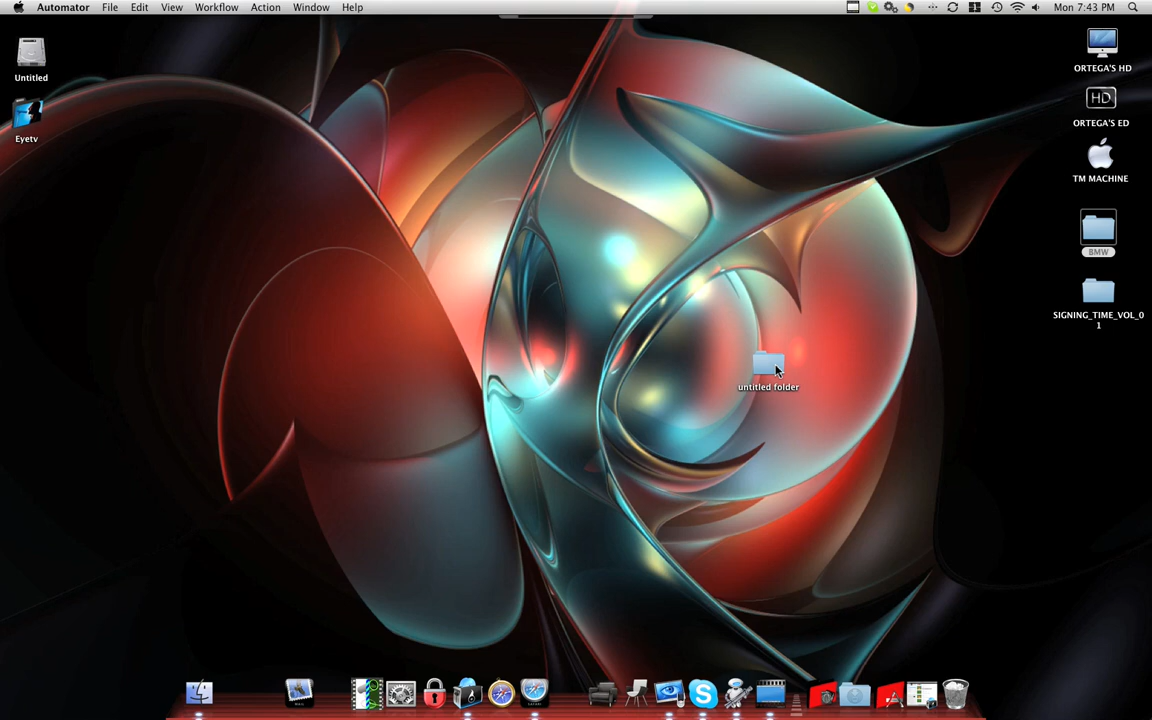 Automator File Edit View Workflow Action Window Help
Mon 7:43 PM
Untitled
Eyetv
ORTEGA'S HD
HD
ORTEGA'S ED
TM MACHINE
BMW
SIGNING_TIME_VOL_0
1
untitled folder